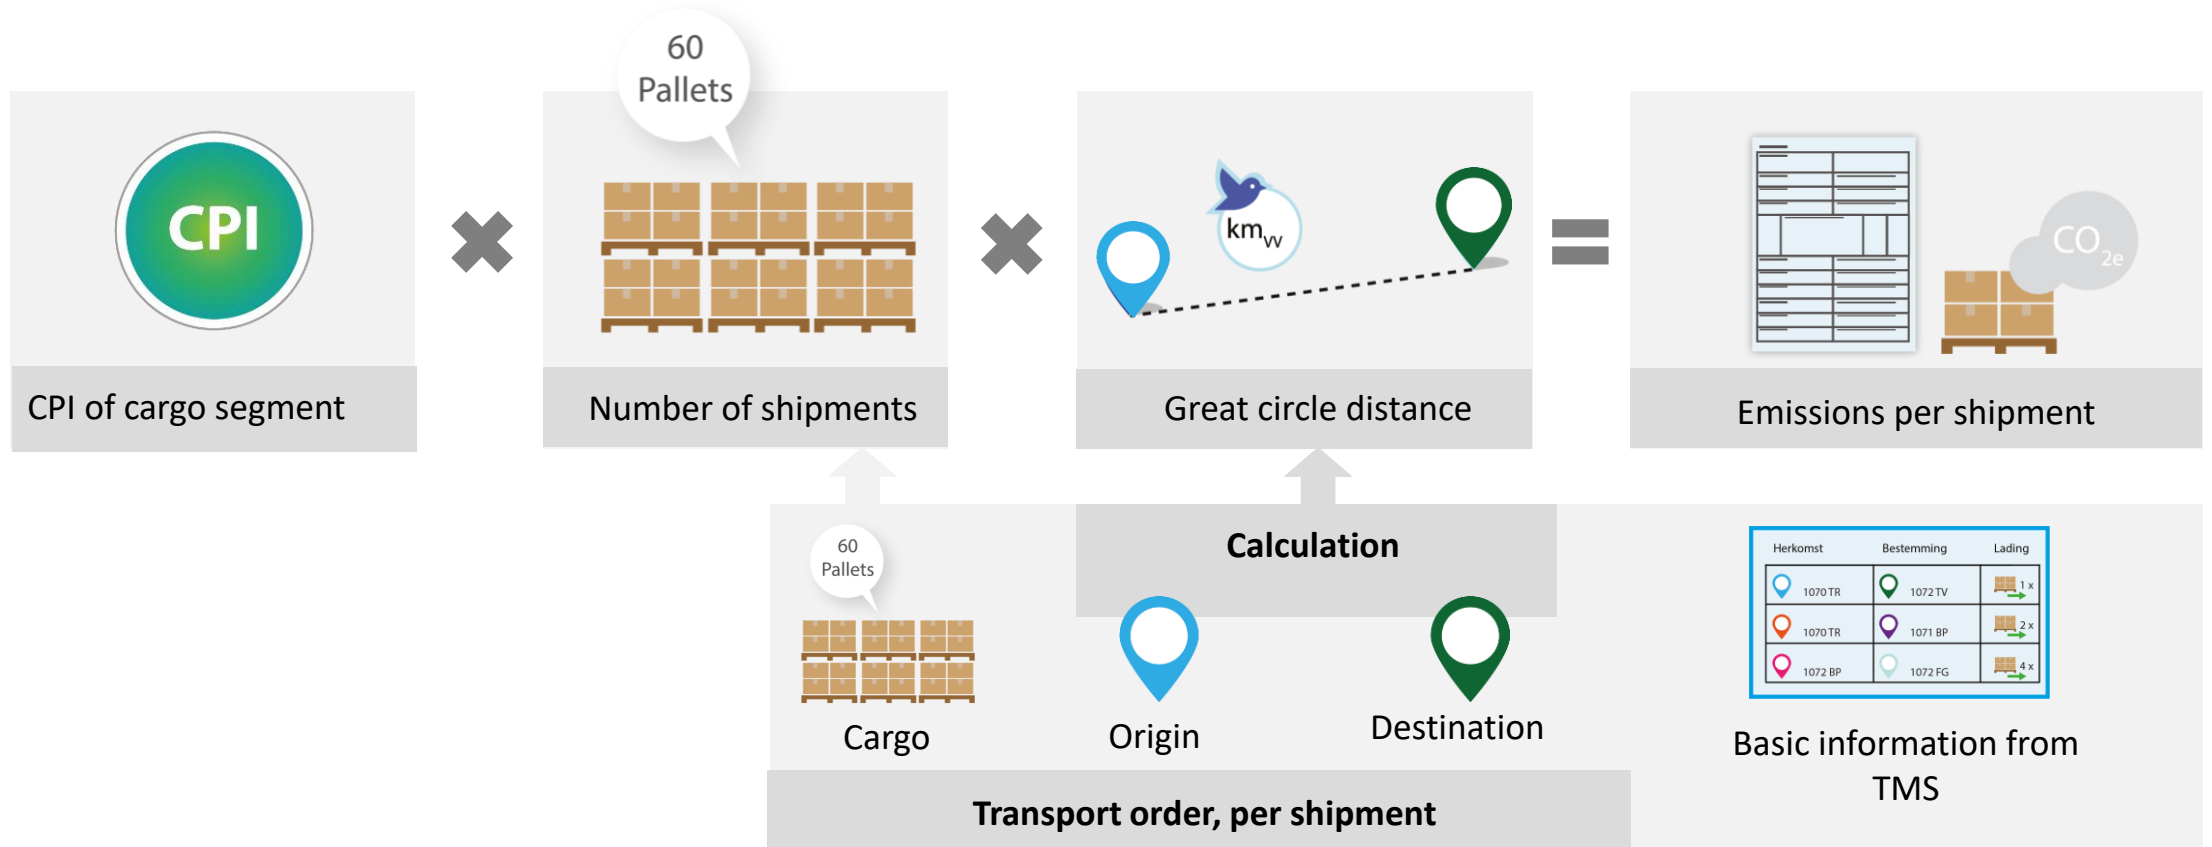 60
Pallets
CPI
km vv
CO2e
CPI of cargo segment
Number of shipments
Great circle distance
Emissions per shipment
60
Pallets
Calculation
Herkomst Bestemming Lading
1070 TR 1072 TV 1 x
1070 TR 1071 BP 2 x
1072 BP 1072 FG 4 x
Cargo
Origin
Destination
Basic information from
TMS
Transport order, per shipment